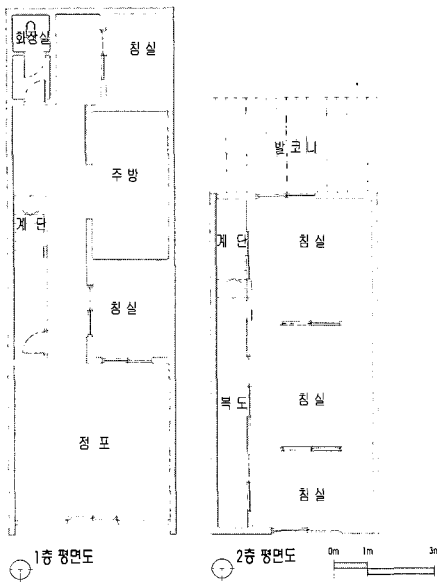 화장실
침실
주방
계단
침실
점포
1층 평면도
발코니
계단
침실
복도
침실
침실
2층 평면도
0m 1m 3m